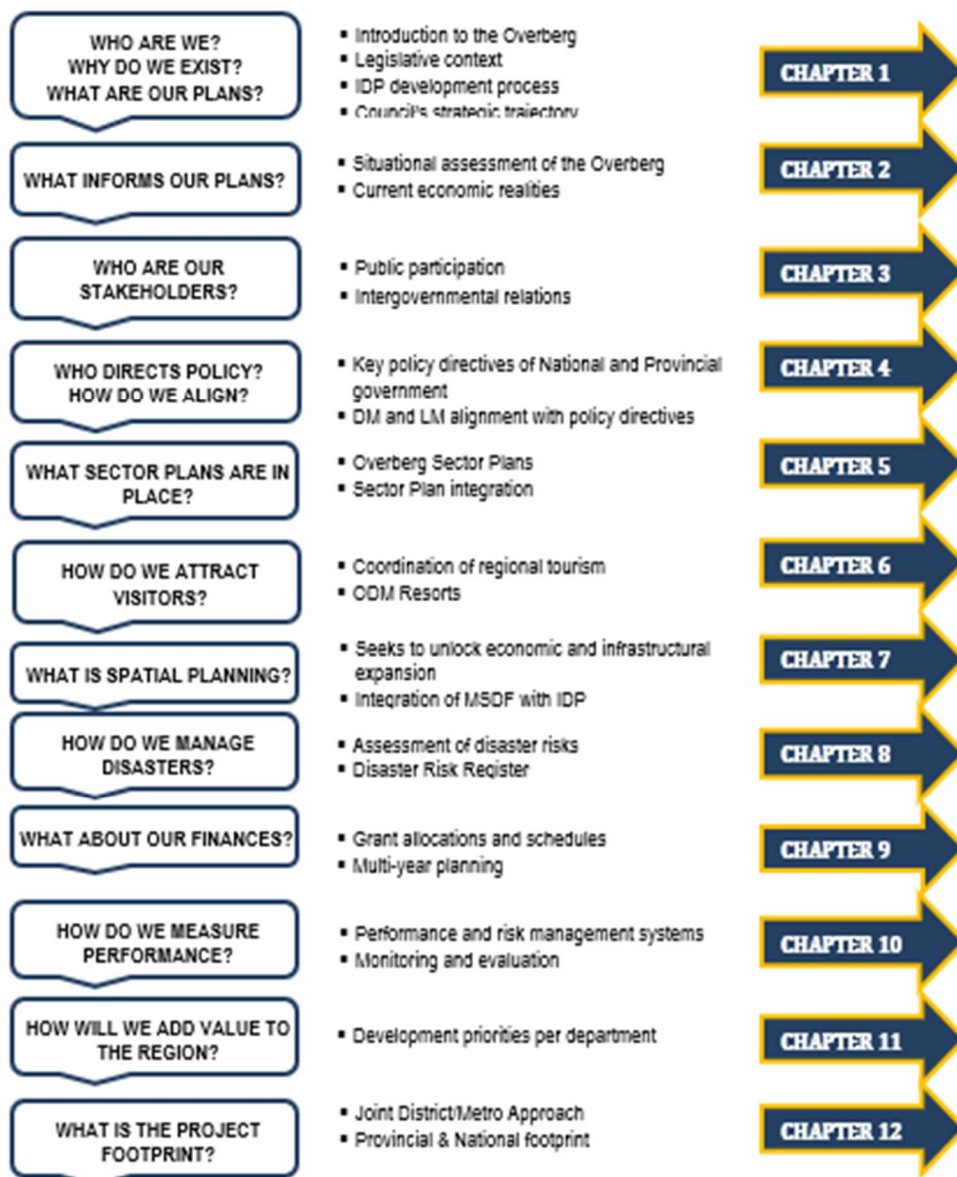 WHO ARE WE?
WHY DO WE EXIST?
WHAT ARE OUR PLANS?
▪ Introduction to the Overberg
▪ Legislative context
▪ IDP development process
▪ Council's strategic trajectory
CHAPTER 1
WHAT INFORMS OUR PLANS?
▪ Situational assessment of the Overberg
▪ Current economic realities
CHAPTER 2
WHO ARE OUR
STAKEHOLDERS?
▪ Public participation
▪ Intergovernmental relations
CHAPTER 3
WHO DIRECTS POLICY?
HOW DO WE ALIGN?
▪ Key policy directives of National and Provincial
government
▪ DM and LM alignment with policy directives
CHAPTER 4
WHAT SECTOR PLANS ARE IN
PLACE?
▪ Overberg Sector Plans
▪ Sector Plan integration
CHAPTER 5
HOW DO WE ATTRACT
VISITORS?
▪ Coordination of regional tourism
▪ ODM Resorts
CHAPTER 6
WHAT IS SPATIAL PLANNING?
▪ Seeks to unlock economic and infrastructural
expansion
▪ Integration of MSDF with IDP
CHAPTER 7
HOW DO WE MANAGE
DISASTERS?
▪ Assessment of disaster risks
▪ Disaster Risk Register
CHAPTER 8
WHAT ABOUT OUR FINANCES?
▪ Grant allocations and schedules
▪ Multi-year planning
CHAPTER 9
HOW DO WE MEASURE
PERFORMANCE?
▪ Performance and risk management systems
▪ Monitoring and evaluation
CHAPTER 10
HOW WILL WE ADD VALUE TO
THE REGION?
▪ Development priorities per department
CHAPTER 11
WHAT IS THE PROJECT
FOOTPRINT?
▪ Joint District/Metro Approach
▪ Provincial & National footprint
CHAPTER 12